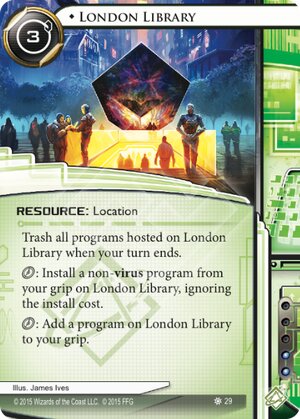 London Library
3
RESOURCE: Location
Trash all programs hosted on London
Library when your turn ends.
: Install a non-virus program from
your grip on London Library, ignoring
the install cost.
: Add a program on London Library
to your grip.
Illus. James Ives
© 2015 Wizards of the Coast LLC. © 2015 FFG
29